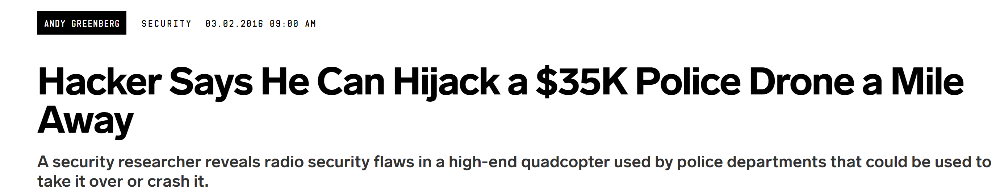 ANDY GREENBERG SECURITY 03.02.2016 09:00 AM
Hacker Says He Can Hijack a $35K Police Drone a Mile
Away
A security researcher reveals radio security flaws in a high-end quadcopter used by police departments that could be used to
take it over or crash it.